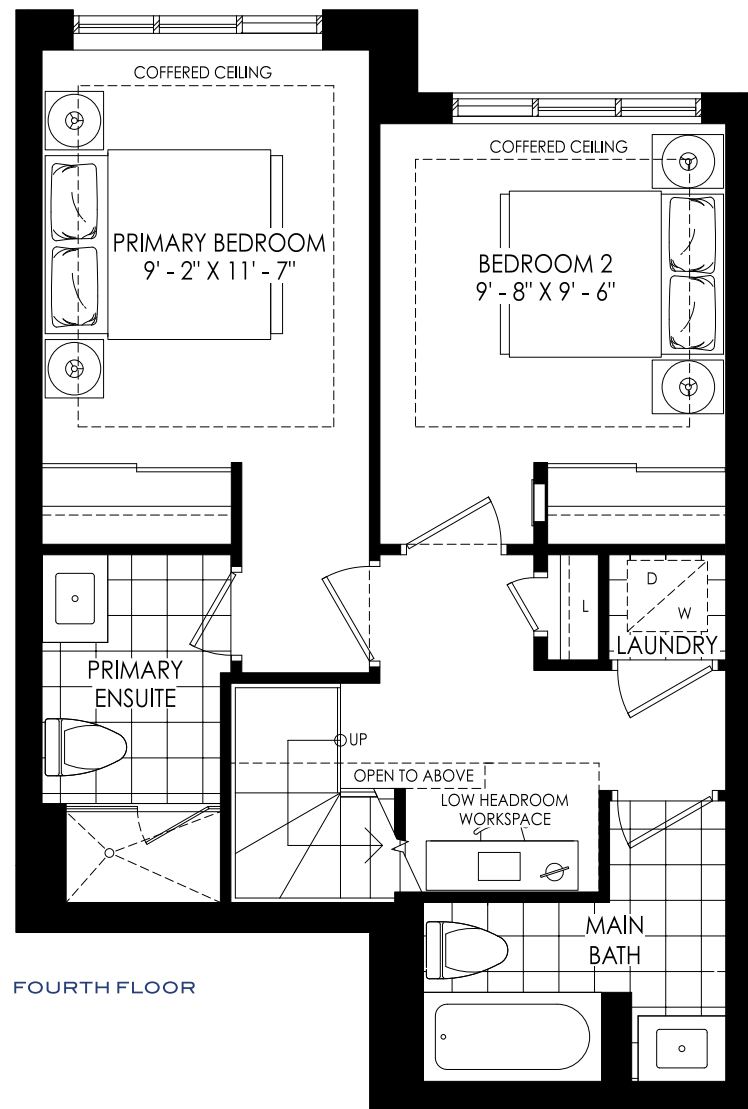 COFFERED CEILING
PRIMARY BEDROOM
9' - 2" X 11' - 7"
COFFERED CEILING
BEDROOM 2
9' - 8" X 9' - 6"
L
D
W
LAUNDRY
PRIMARY
ENSUITE
UP
OPEN TO ABOVE
LOW HEADROOM
WORKSPACE
MAIN
BATH
FOURTH FLOOR